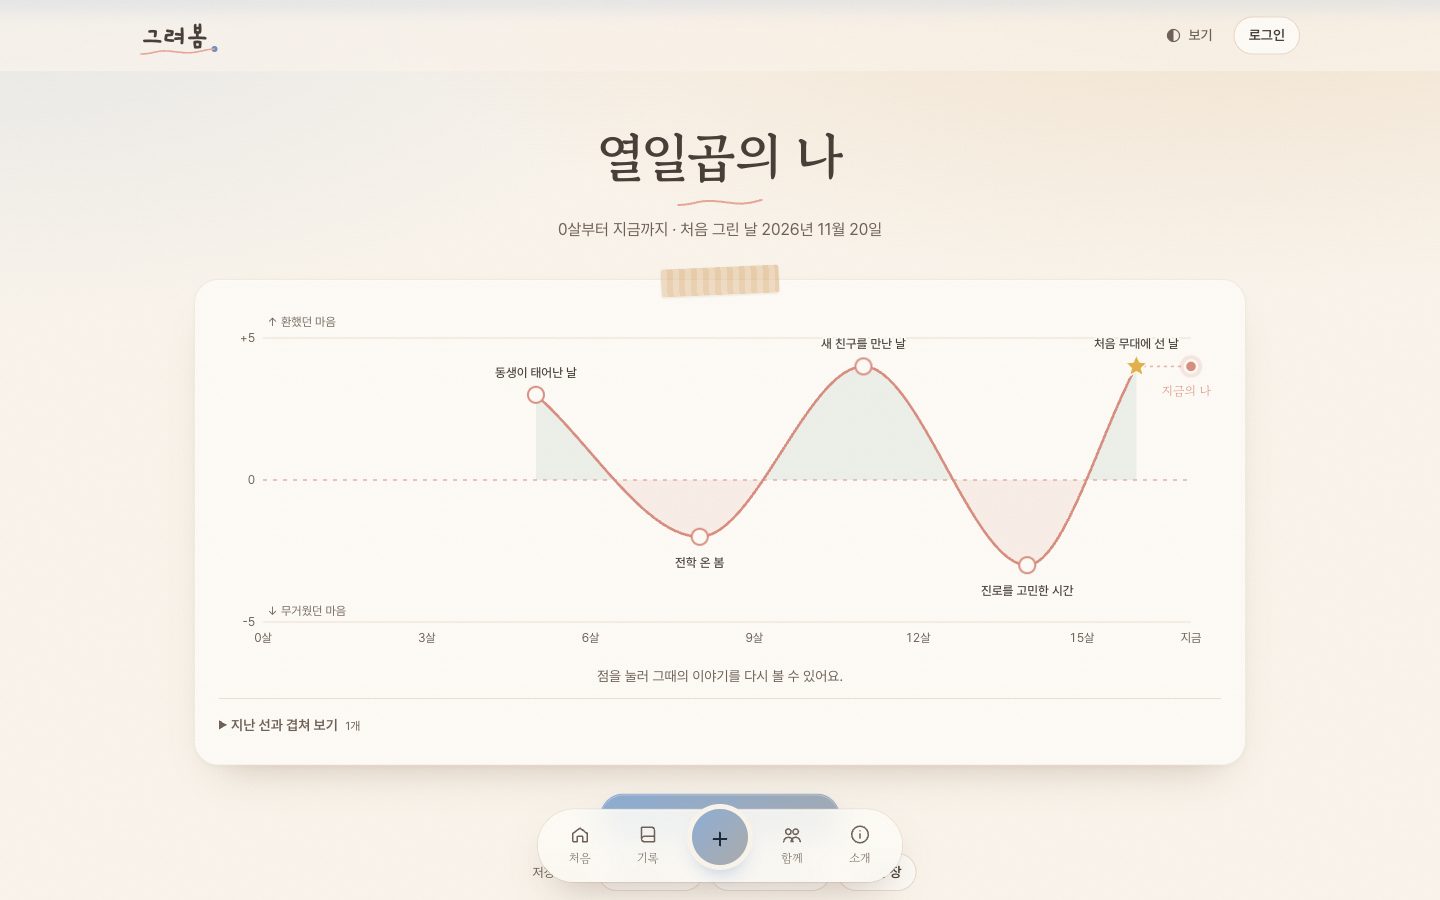 그려봄
보기
로그인
열일곱의 나
0살부터 지금까지 · 처음 그린 날 2026년 11월 20일
↑ 환했던 마음
+5
새 친구를 만난 날
처음 무대에 선 날
동생이 태어난 날
지금의 나
0
전학 온 봄
진로를 고민한 시간
↓ 무거웠던 마음
-5
0살
3살
6살
9살
12살
15살
지금
점을 눌러 그때의 이야기를 다시 볼 수 있어요.
▶ 지난 선과 겹쳐 보기 1개
+
처음
기록
함께
소개